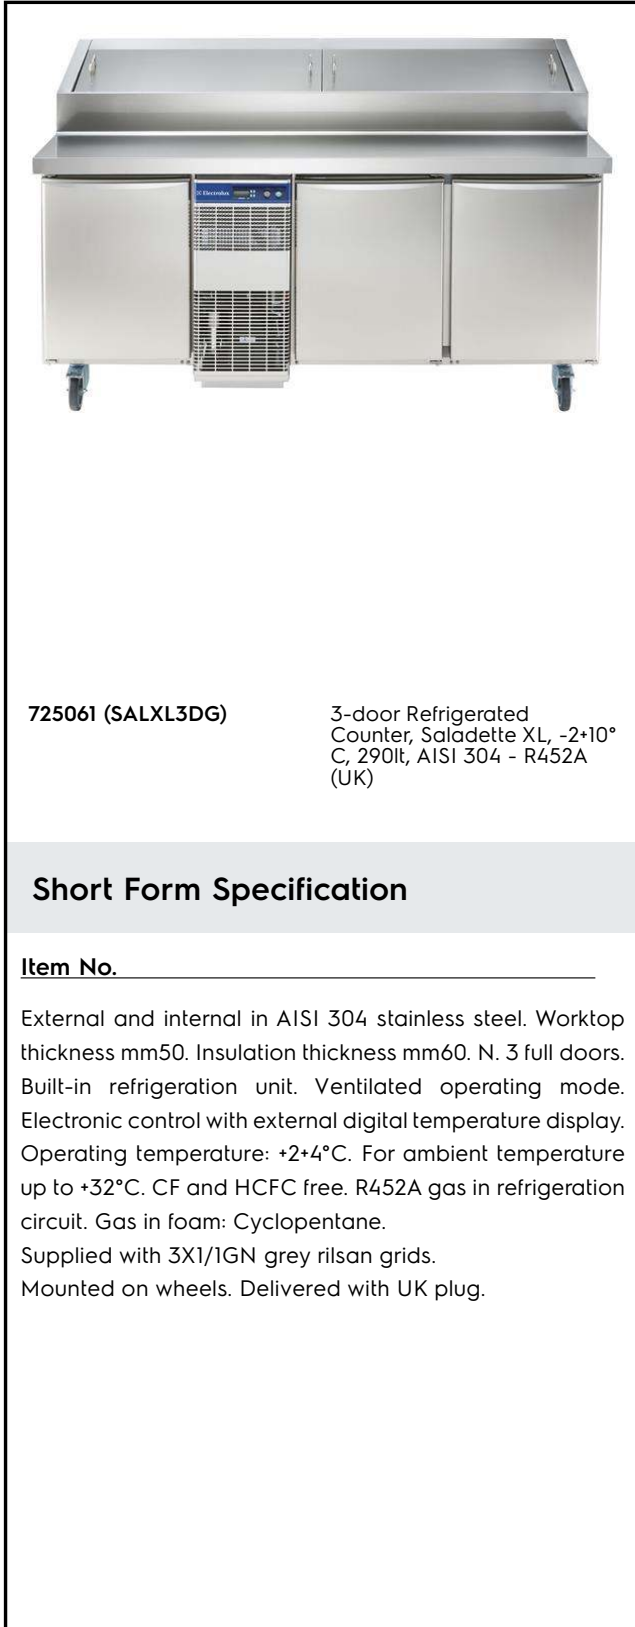 Electrolux
725061 (SALXL3DG)
3-door Refrigerated
Counter, Saladette XL, -2+10°
C, 290lt, AISI 304 - R452A
(UK)
Short Form Specification
Item No.
External and internal in AISI 304 stainless steel. Worktop
thickness mm50. Insulation thickness mm60. N. 3 full doors.
Built-in refrigeration unit. Ventilated operating mode.
Electronic control with external digital temperature display.
Operating temperature: +2+4°C. For ambient temperature
up to +32°C. CF and HCFC free. R452A gas in refrigeration
circuit. Gas in foam: Cyclopentane.
Supplied with 3X1/1GN grey rilsan grids.
Mounted on wheels. Delivered with UK plug.